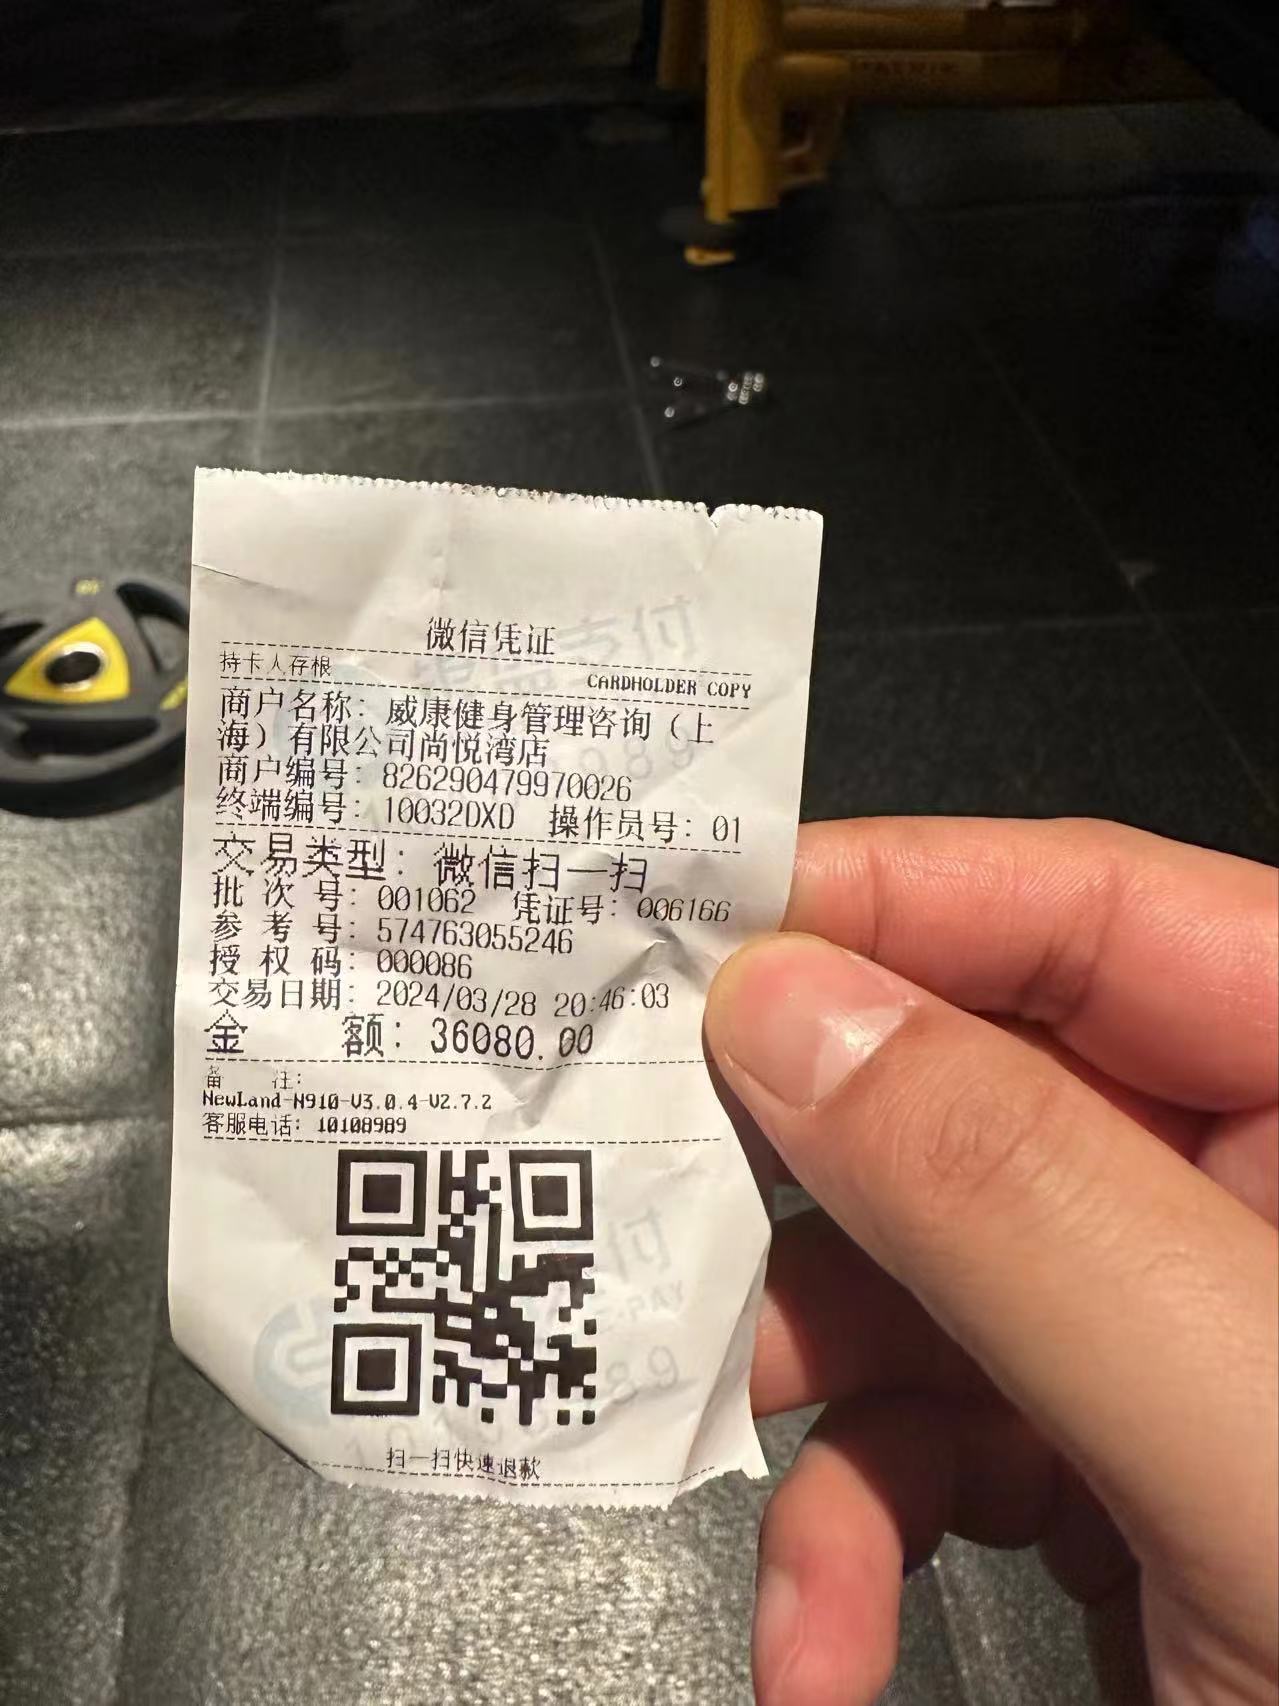 微信凭证
持卡人存根
CARDHOLDER COPY
商户名称: 威康健身管理咨询（上
海）有限公司尚悦湾店
商户编号: 826290479970026
终端编号: 10032DXD 操作员号: 01
交易类型: 微信扫一扫
批 次 号: 001062 凭证号: 006166
参 考 号: 574763055246
授 权 码: 000086
交易日期: 2024/03/28 20:46:03
金 额: 36080.00
备 注:
NewLand-N910-V3.0.4-V2.7.2
客服电话: 10108989
扫一扫快速退款